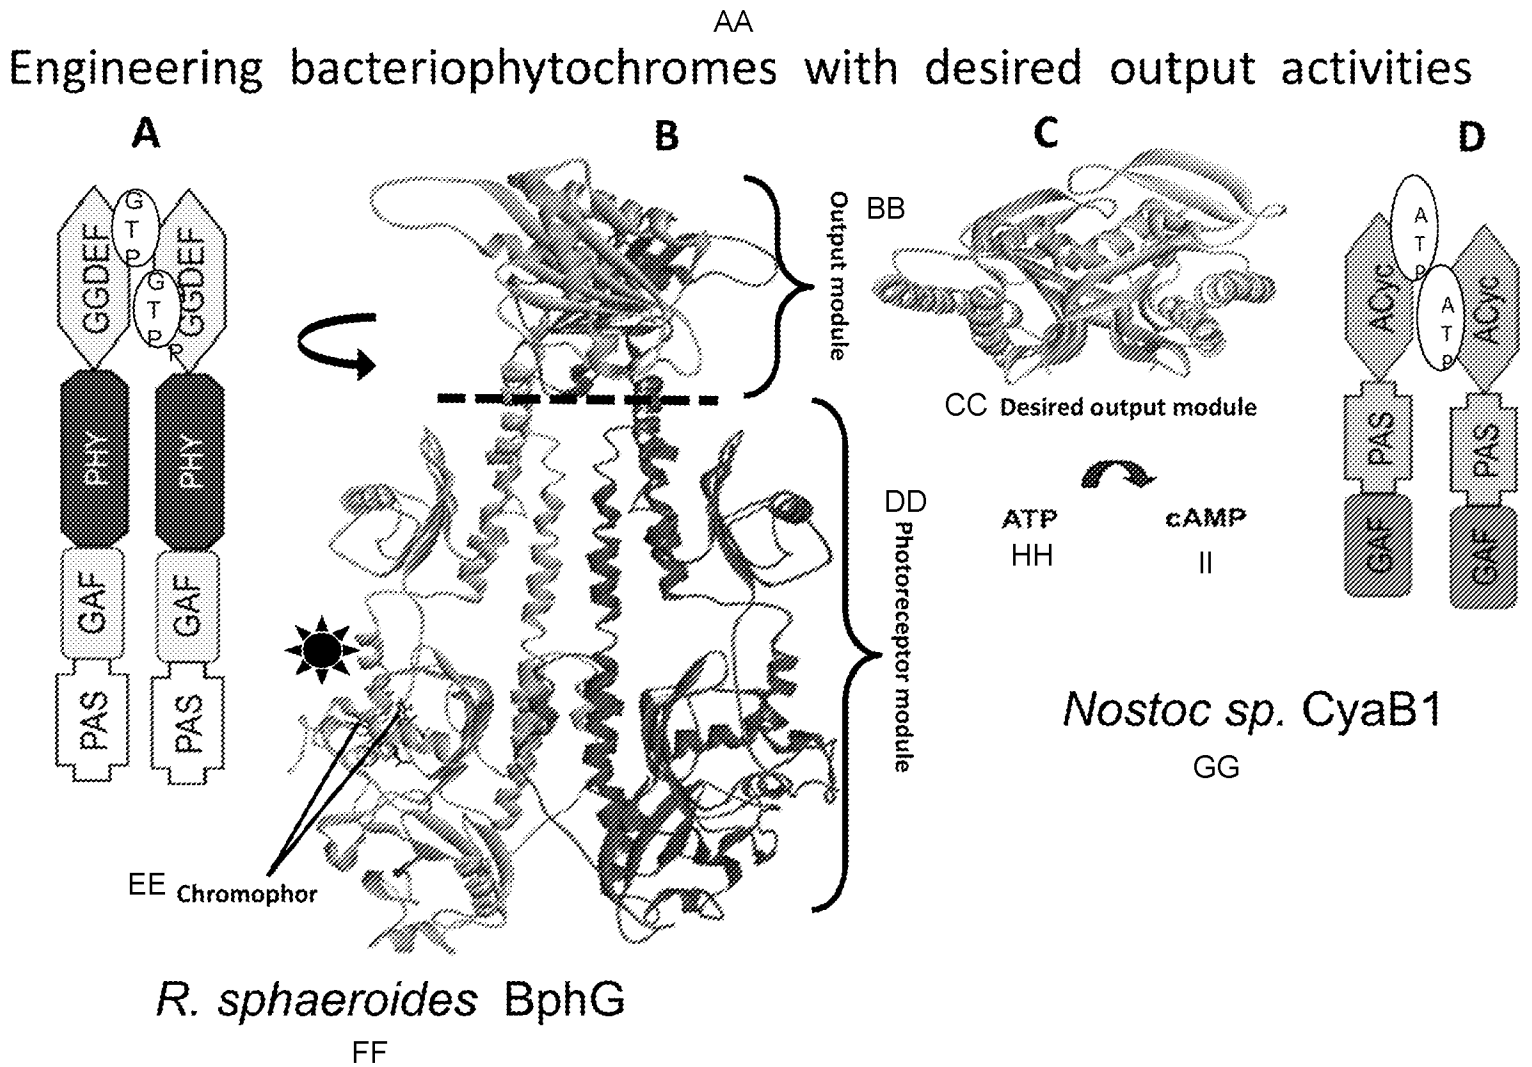 AA
Engineering bacteriophytochromes with desired output activities
A
B
C
D
GTP
GTP
P
GGDEF
GGDEF
PHY
PHY
GAF
GAF
PAS
PAS
Output module
BB
CC Desired output module
DD
Photoreceptor module
ATP
HH
cAMP
II
ATP
ATP
ACyc
ACyc
PAS
PAS
GAF
GAF
Nostoc sp. CyaB1
GG
EE Chromophor
R. sphaeroides BphG
FF